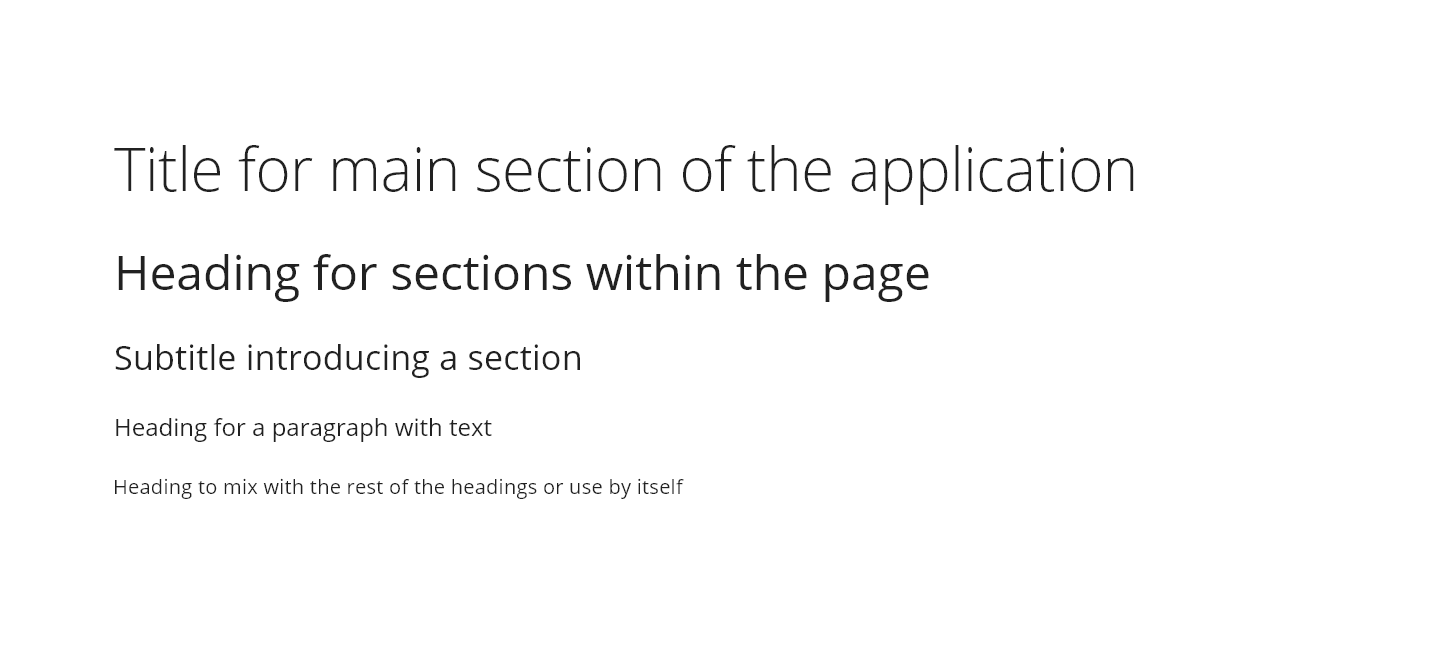 Title for main section of the application
Heading for sections within the page
Subtitle introducing a section
Heading for a paragraph with text
Heading to mix with the rest of the headings or use by itself